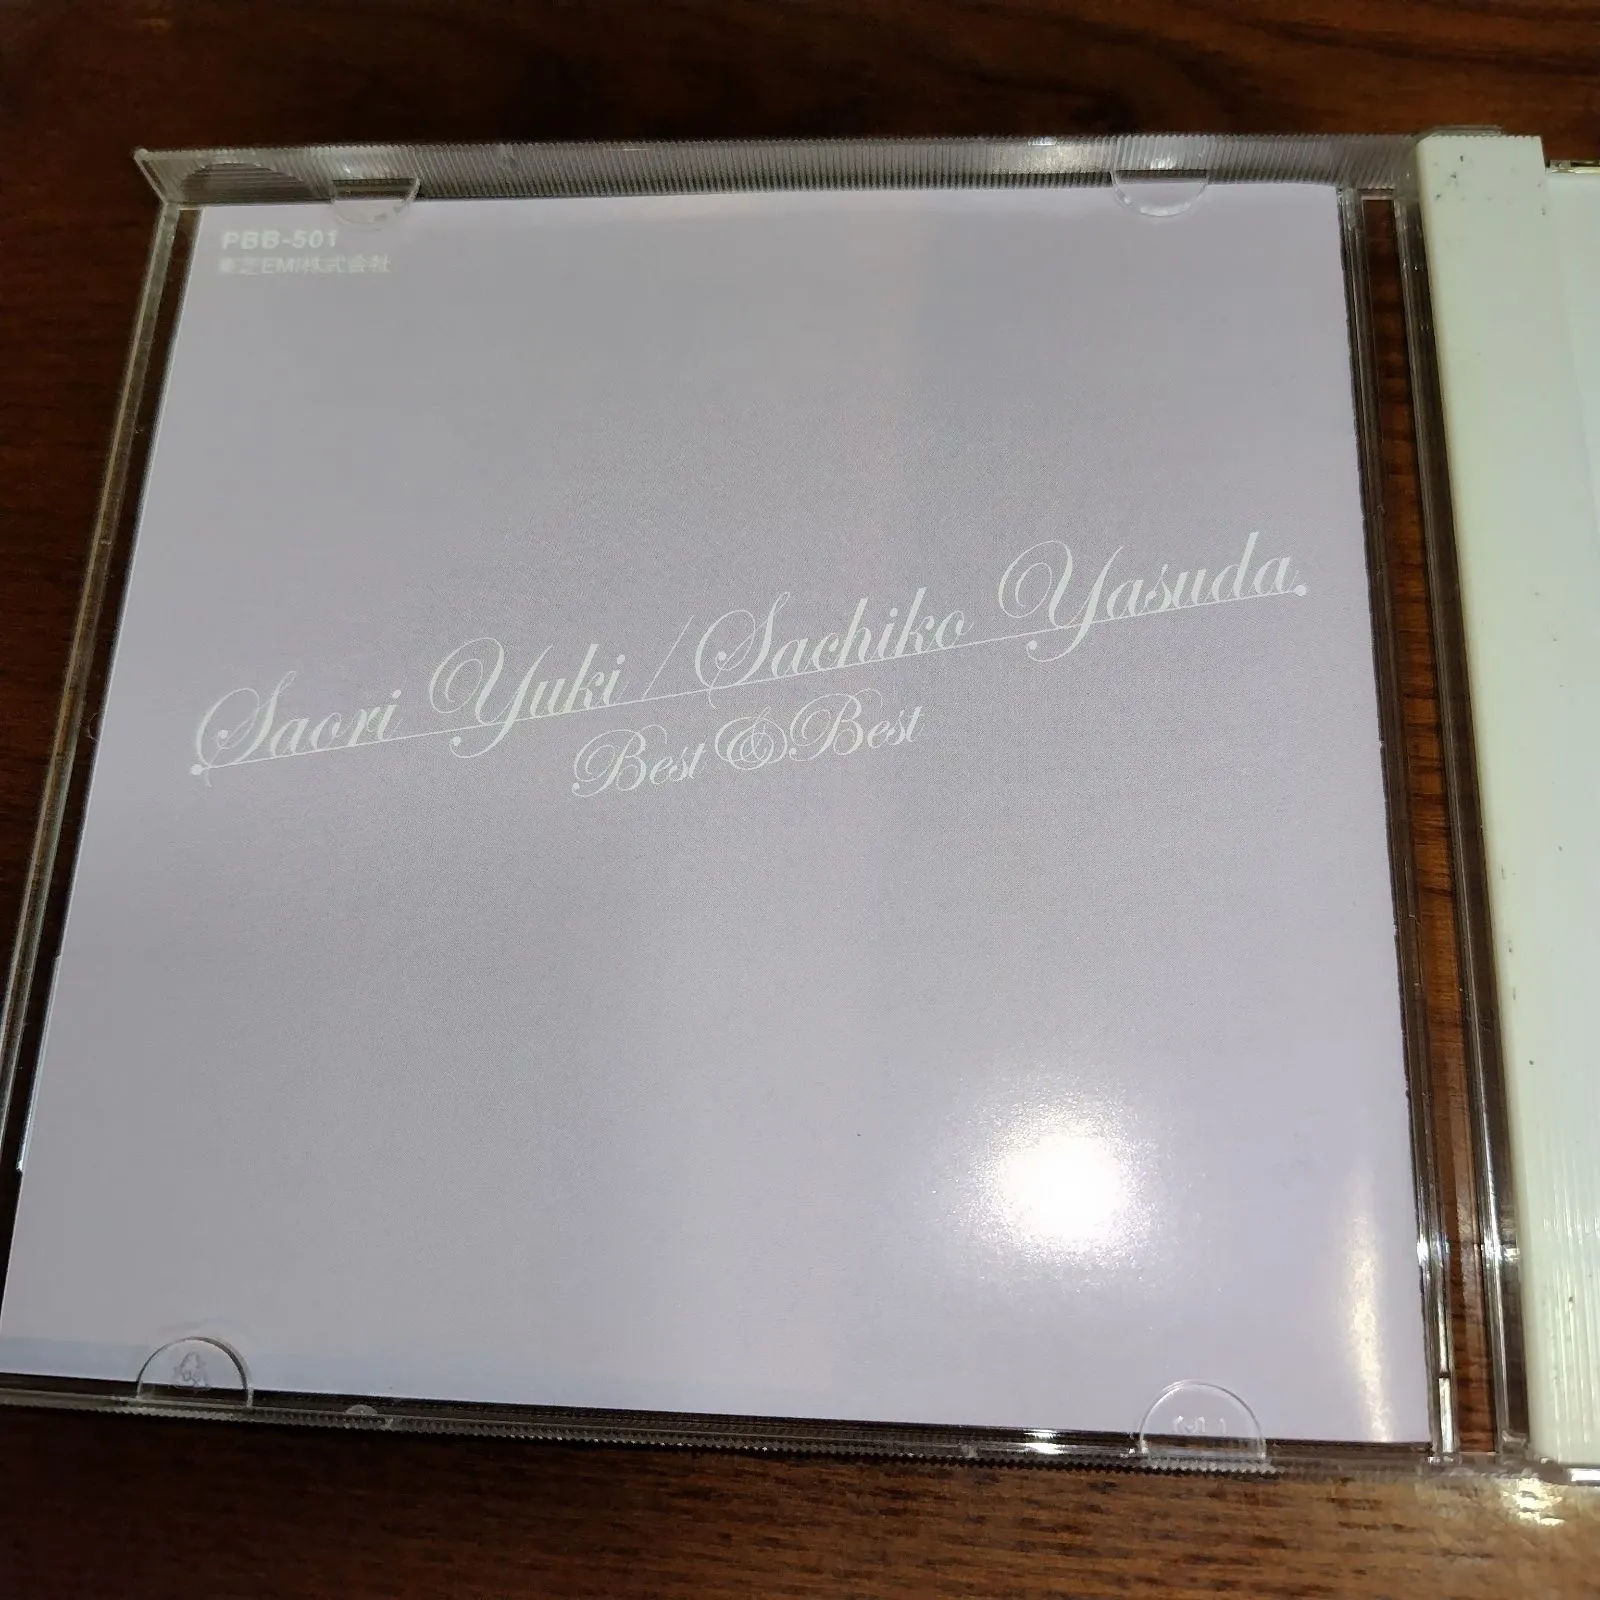 PBB-501
東芝EMI株式会社
Saori Yuki / Sachiko Yasuda
Best & Best